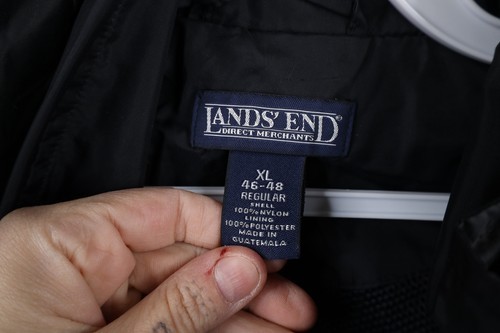 LANDS' END®
DIRECT MERCHANTS
XL
46-48
REGULAR
SHELL
100% NYLON
LINING
100% POLYESTER
MADE IN
GUATEMALA